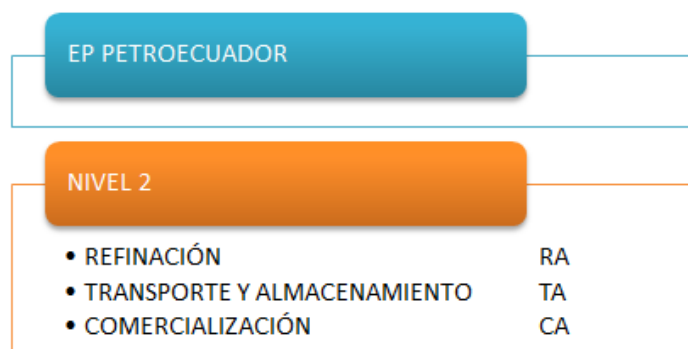 EP PETROECUADOR
NIVEL 2
• REFINACIÓN RA
• TRANSPORTE Y ALMACENAMIENTO TA
• COMERCIALIZACIÓN CA